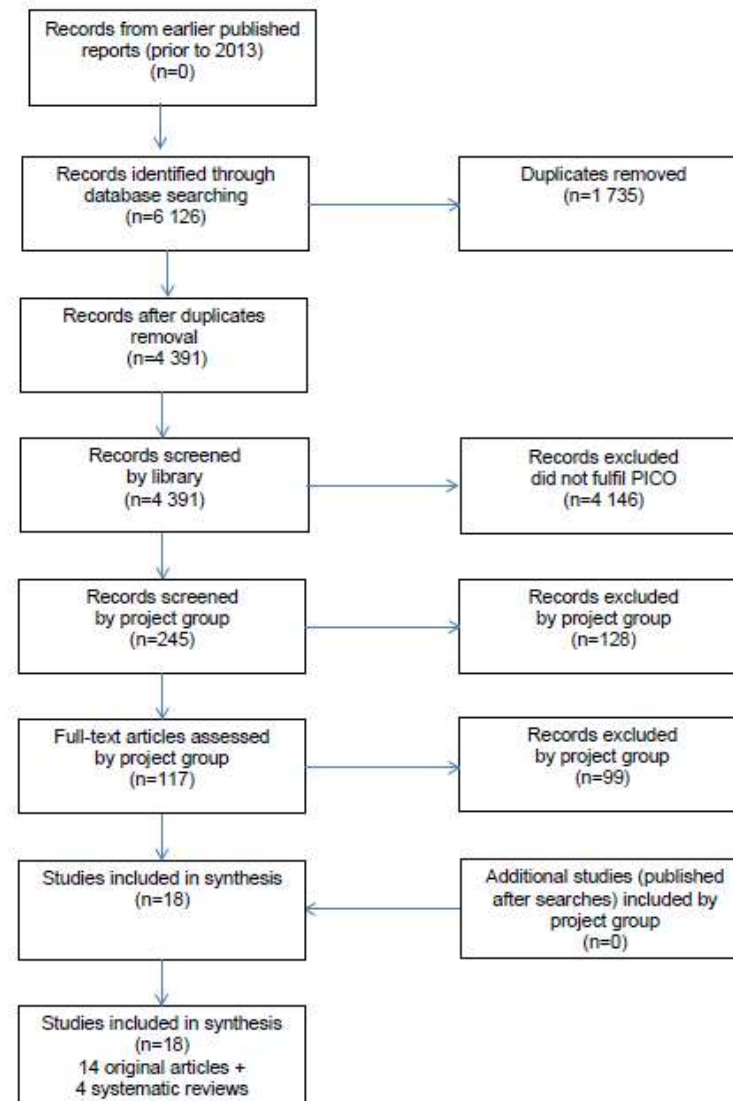 Records from earlier published
reports (prior to 2013)
(n=0)
Records identified through
database searching
(n=6 126)
Duplicates removed
(n=1 735)
Records after duplicates
removal
(n=4 391)
Records screened
by library
(n=4 391)
Records excluded
did not fulfil PICO
(n=4 146)
Records screened
by project group
(n=245)
Records excluded
by project group
(n=128)
Full-text articles assessed
by project group
(n=117)
Records excluded
by project group
(n=99)
Studies included in synthesis
(n=18)
Additional studies (published
after searches) included by
project group
(n=0)
Studies included in synthesis
(n=18)
14 original articles +
4 systematic reviews